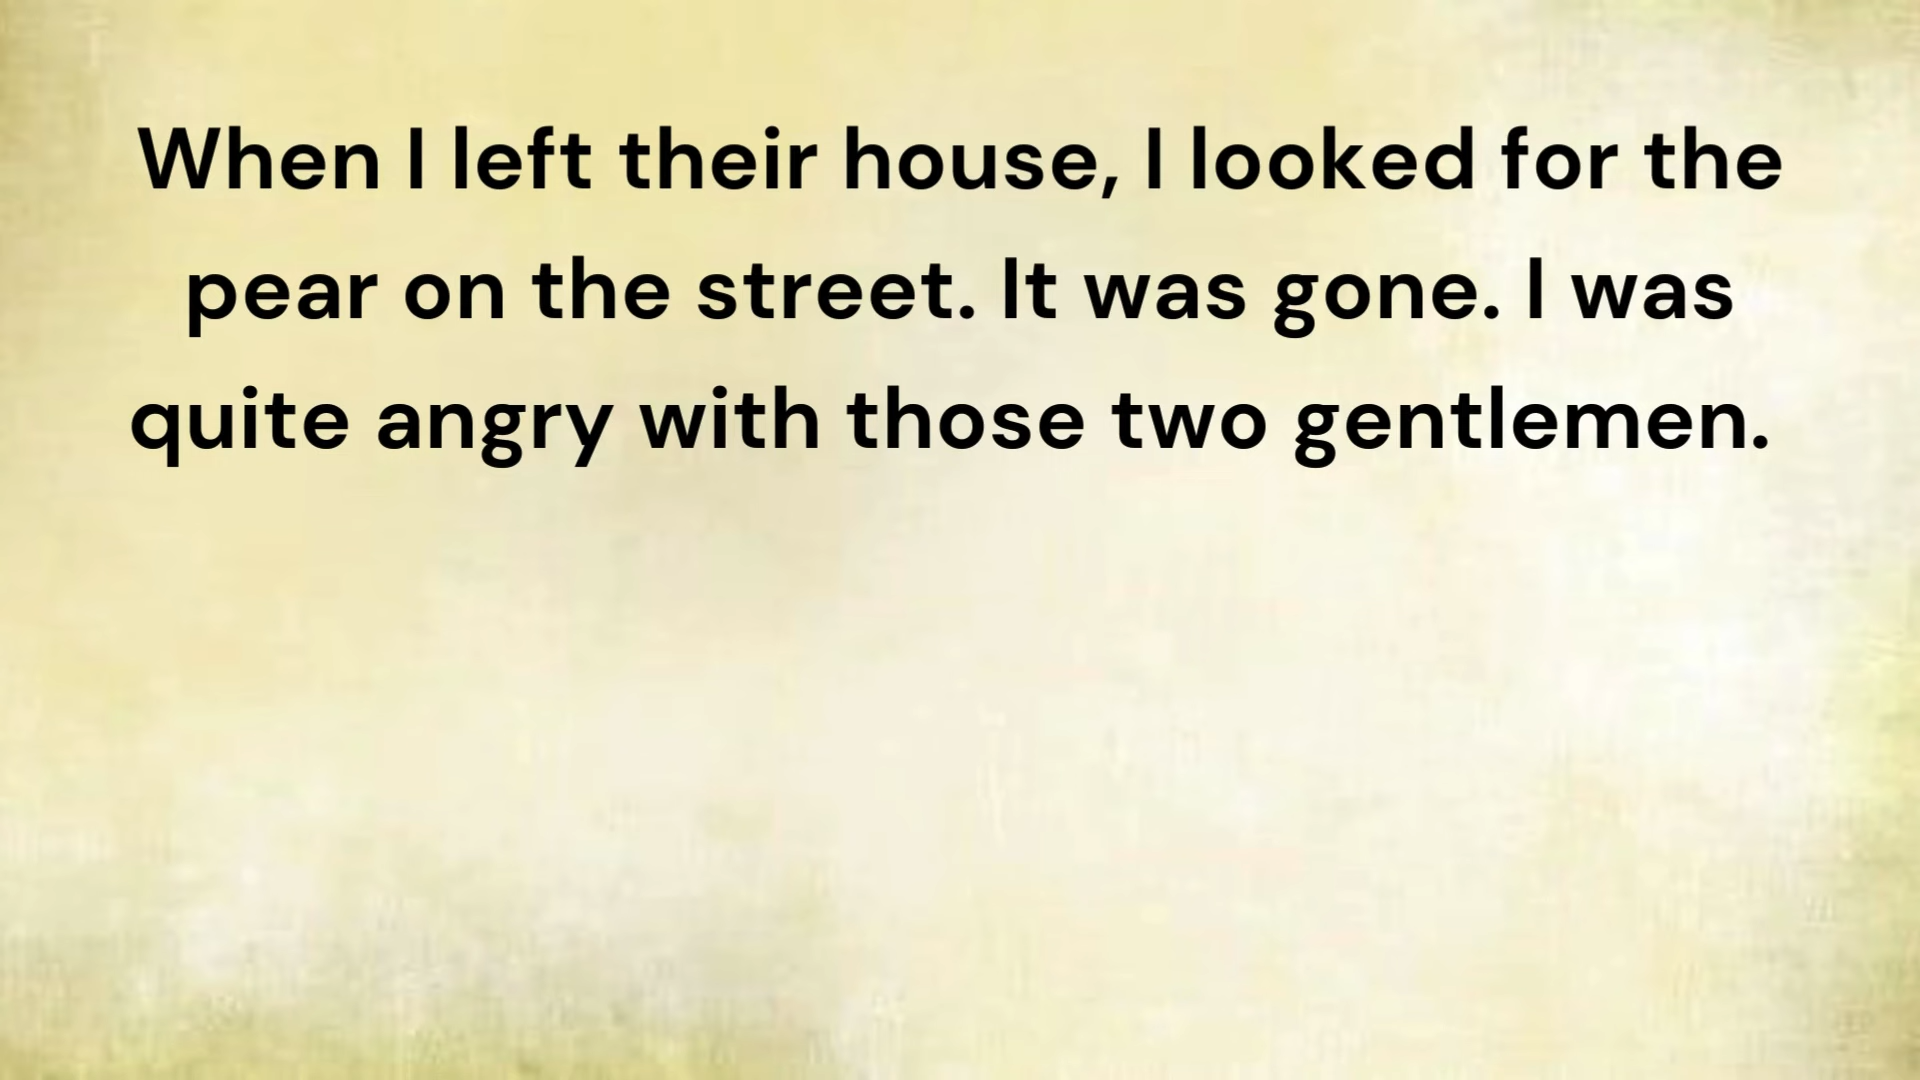 When I left their house, I looked for the
pear on the street. It was gone. I was
quite angry with those two gentlemen.